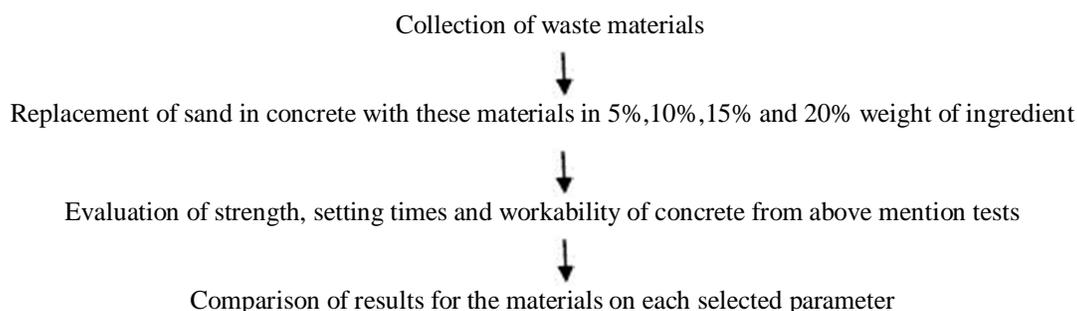 Collection of waste materials
Replacement of sand in concrete with these materials in 5%,10%,15% and 20% weight of ingredient
Evaluation of strength, setting times and workability of concrete from above mention tests
Comparison of results for the materials on each selected parameter